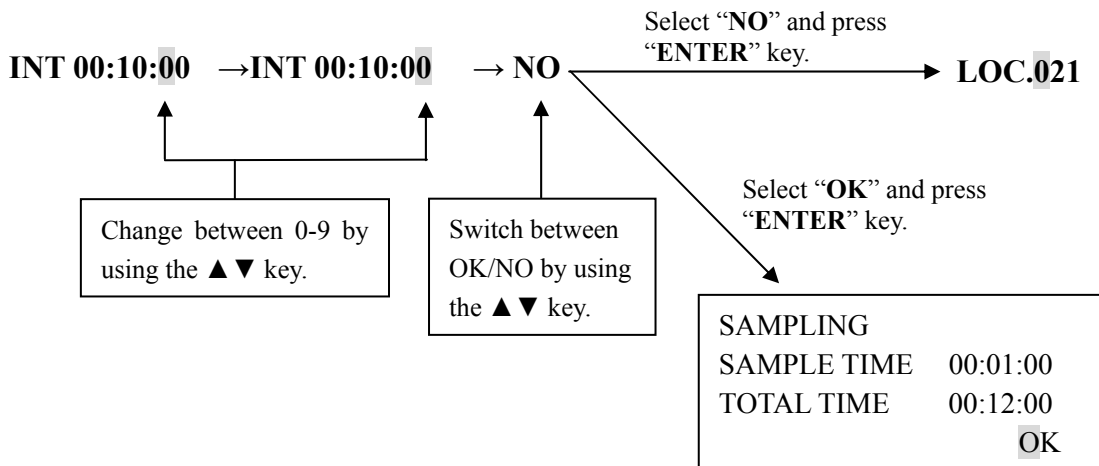 Select “NO” and press
“ENTER” key.
INT 00:10:00 →INT 00:10:00 → NO
LOC.021
Select “OK” and press
“ENTER” key.
Change between 0-9 by
using the ▲▼ key.
Switch between
OK/NO by using
the ▲▼ key.
SAMPLING
SAMPLE TIME 00:01:00
TOTAL TIME 00:12:00
OK